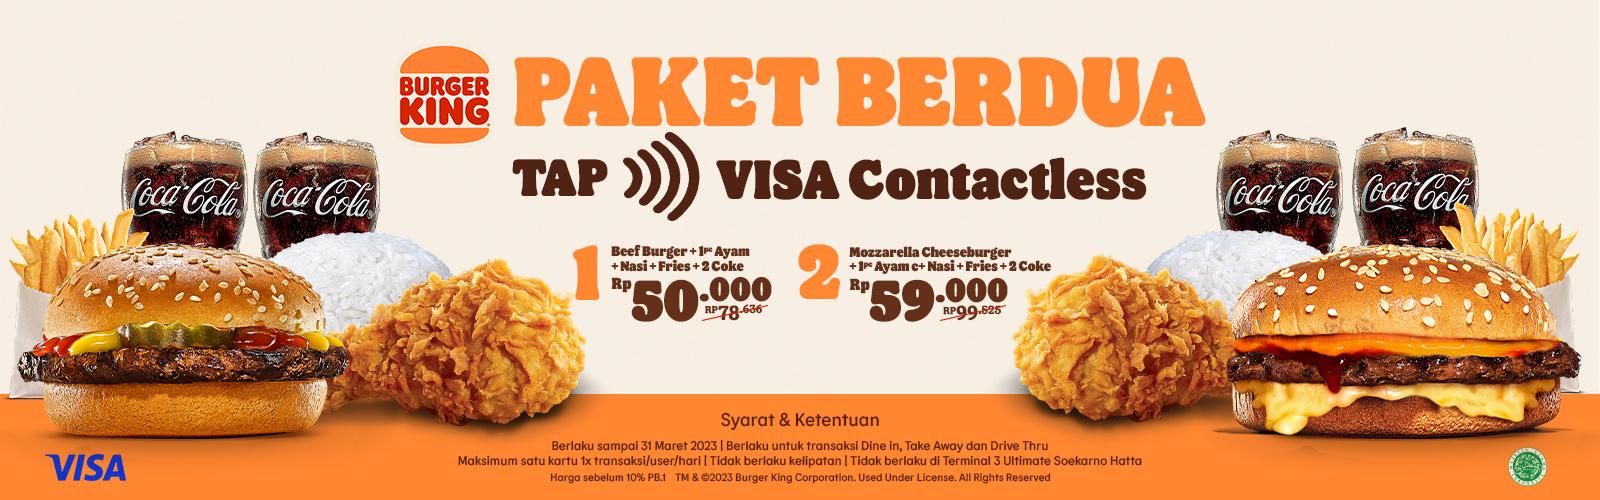 BURGER
KING
PAKET BERDUA
TAP VISA Contactless
Coca-Cola
Coca-Cola
Coca-Cola
Coca-Cola
1 Beef Burger + 1pc Ayam
+ Nasi + Fries + 2 Coke
Rp 50.000
RP78.636
2 Mozzarella Cheeseburger
+ 1pc Ayam c+ Nasi + Fries + 2 Coke
Rp 59.000
RP99.525
Syarat & Ketentuan
Berlaku sampai 31 Maret 2023 | Berlaku untuk transaksi Dine in, Take Away dan Drive Thru
Maksimum satu kartu 1x transaksi/user/hari | Tidak berlaku kelipatan | Tidak berlaku di Terminal 3 Ultimate Soekarno Hatta
Harga sebelum 10% PB.1 TM & ©2023 Burger King Corporation. Used Under License. All Rights Reserved
VISA